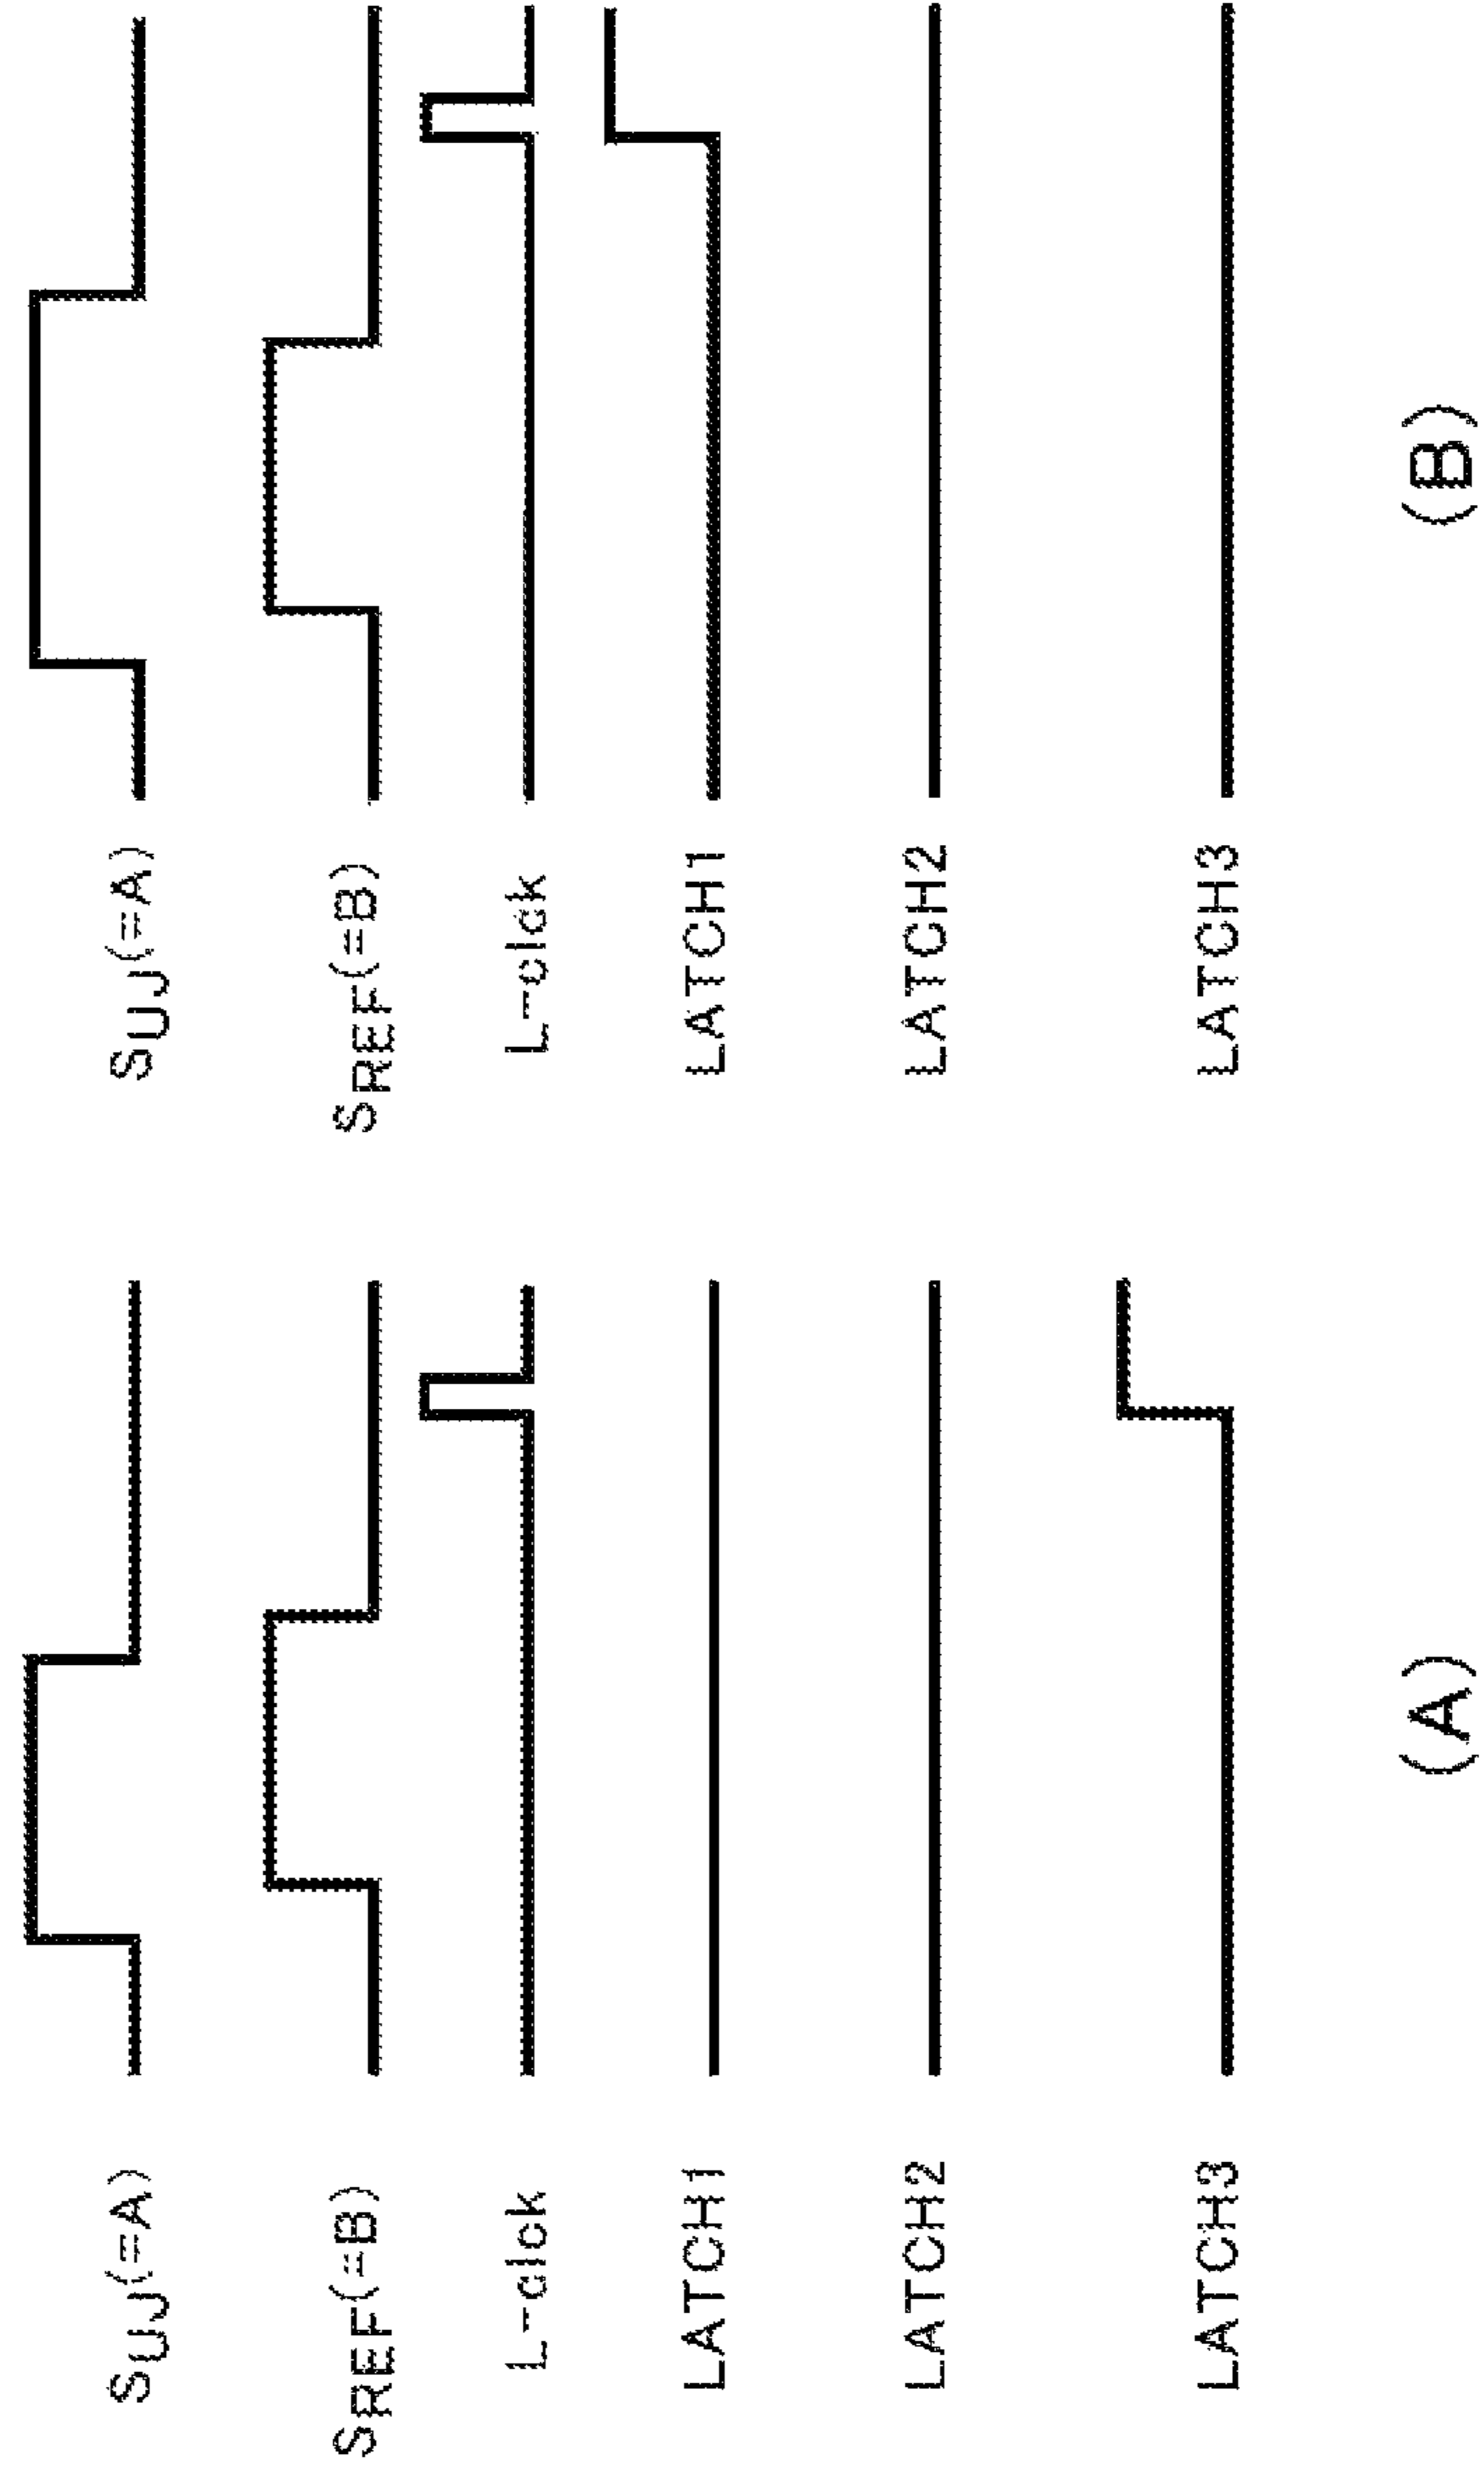 SUJ(=A)
SREF(=B)
L-clck
LATCH1
LATCH2
LATCH3
(A)
SUJ(=A)
SREF(=B)
L-clck
LATCH1
LATCH2
LATCH3
(B)